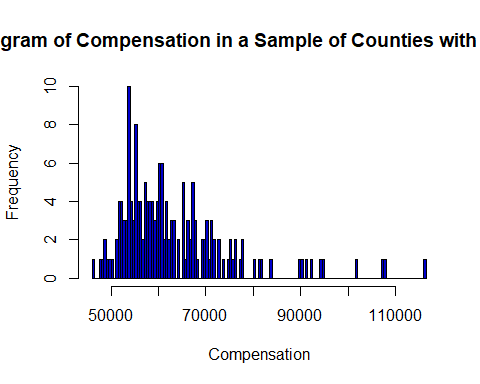 gram of Compensation in a Sample of Counties with
Frequency
10
8
6
4
2
0
50000 70000 90000 110000
Compensation